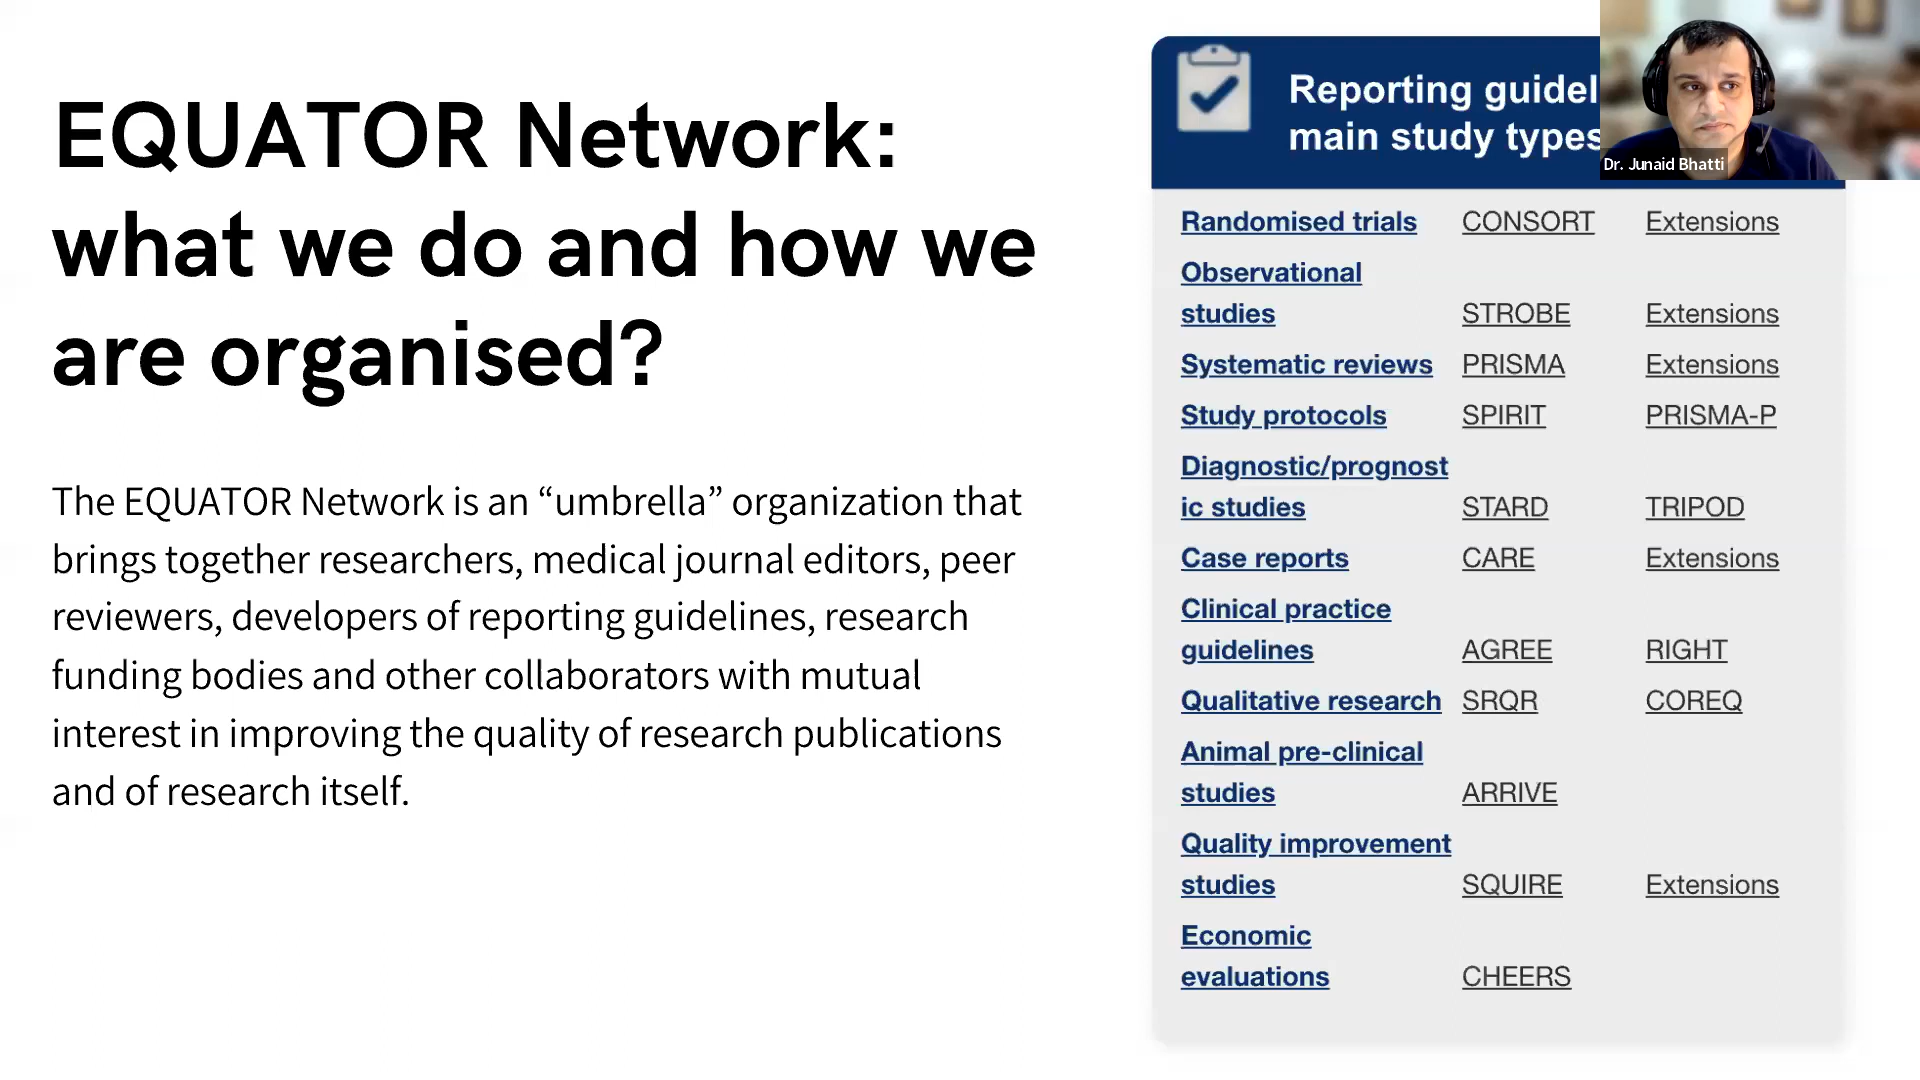 EQUATOR Network:
what we do and how we
are organised?
The EQUATOR Network is an “umbrella” organization that
brings together researchers, medical journal editors, peer
reviewers, developers of reporting guidelines, research
funding bodies and other collaborators with mutual
interest in improving the quality of research publications
and of research itself.
Reporting guidel
main study types
Dr. Junaid Bhatti
Randomised trials CONSORT Extensions
Observational
studies STROBE Extensions
Systematic reviews PRISMA Extensions
Study protocols SPIRIT PRISMA-P
Diagnostic/prognost
ic studies STARD TRIPOD
Case reports CARE Extensions
Clinical practice
guidelines AGREE RIGHT
Qualitative research SRQR COREQ
Animal pre-clinical
studies ARRIVE
Quality improvement
studies SQUIRE Extensions
Economic
evaluations CHEERS